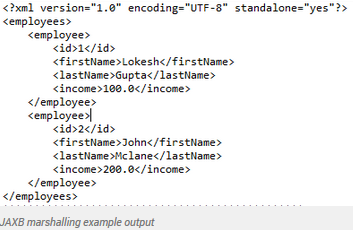 <?xml version="1.0" encoding="UTF-8" standalone="yes"?>
<employees>
    <employee>
        <id>1</id>
        <firstName>Lokesh</firstName>
        <lastName>Gupta</lastName>
        <income>100.0</income>
    </employee>
    <employee>
        <id>2</id>
        <firstName>John</firstName>
        <lastName>Mclane</lastName>
        <income>200.0</income>
    </employee>
</employees>
JAXB marshalling example output